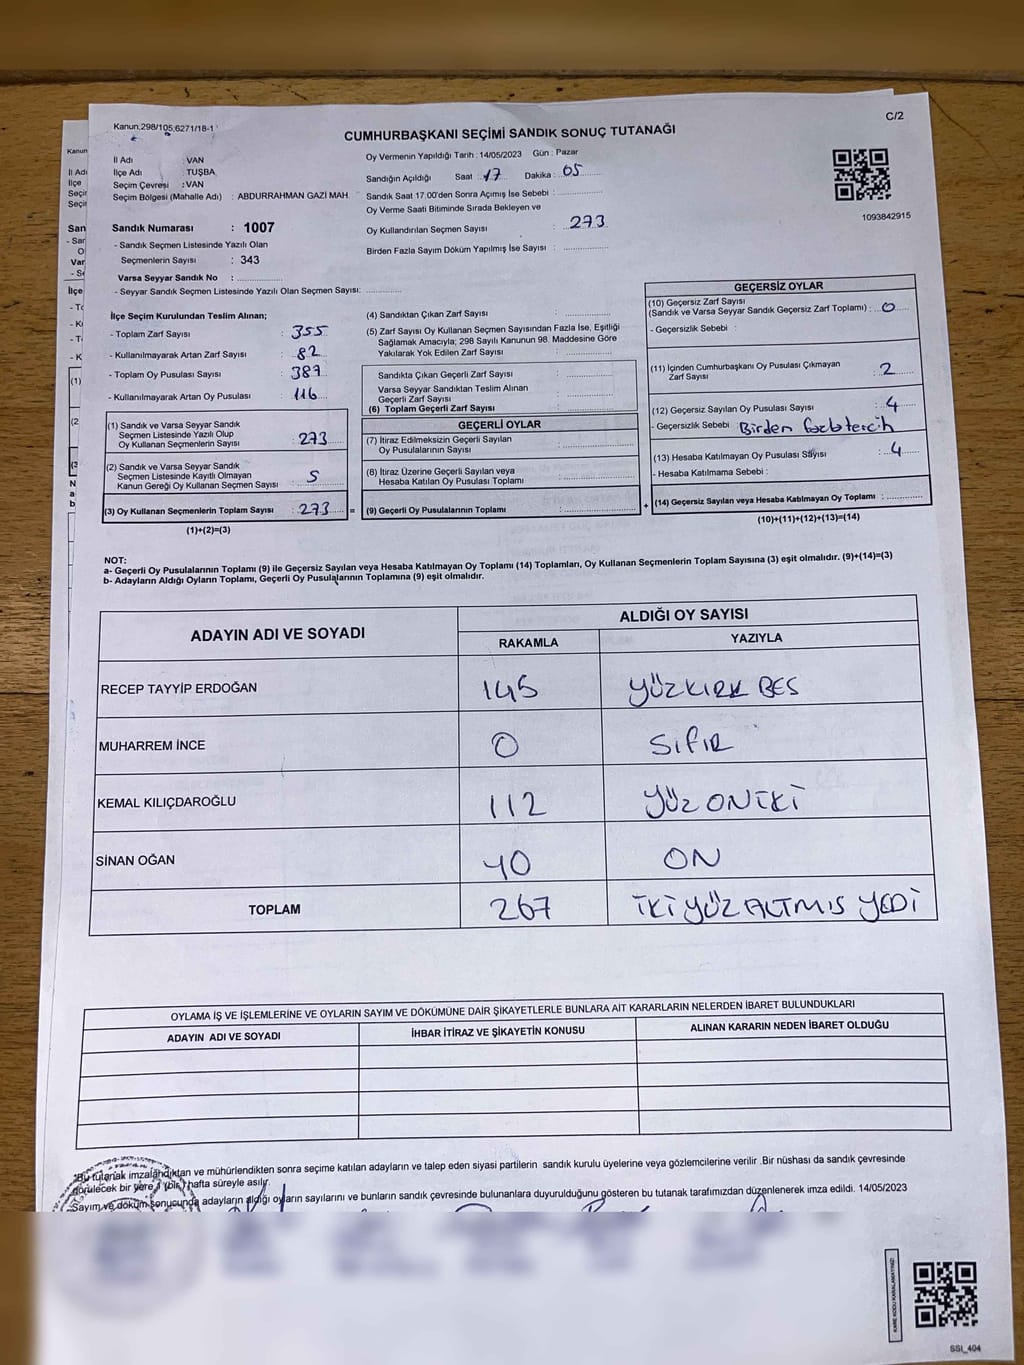 Kanun,298/105,6271/18-1
C/2
CUMHURBAŞKANI SEÇİMİ SANDIK SONUÇ TUTANAĞI
İl Adı : VAN
İlçe Adı : TUŞBA
Seçim Çevresi : VAN
Seçim Bölgesi (Mahalle Adı) : ABDURRAHMAN GAZİ MAH
Oy Vermenin Yapıldığı Tarih : 14/05/2023 Gün : Pazar
Sandığın Açıldığı Saat : 17 Dakika : 05
Sandık Saat 17.00'den Sonra Açımış İse Sebebi :
Oy Verme Saati Bitiminde Sırada Bekleyen ve
Oy Kullandırılan Seçmen Sayısı : 273
Birden Fazla Sayım Döküm Yapılmış İse Sayısı :
1093842915
Sandık Numarası : 1007
- Sandık Seçmen Listesinde Yazılı Olan
Seçmenlerin Sayısı : 343
Varsa Seyyar Sandık No :
- Seyyar Sandık Seçmen Listesinde Yazılı Olan Seçmen Sayısı:
İlçe Seçim Kurulundan Teslim Alınan;
- Toplam Zarf Sayısı : 355
- Kullanılmayarak Artan Zarf Sayısı : 82
- Toplam Oy Pusulası Sayısı : 387
- Kullanılmayarak Artan Oy Pusulası : 116
(1) Sandık ve Varsa Seyyar Sandık
Seçmen Listesinde Yazılı Olup
Oy Kullanan Seçmenlerin Sayısı : 273
(2) Sandık ve Varsa Seyyar Sandık
Seçmen Listesinde Kayıtlı Olmayan
Kanun Gereği Oy Kullanan Seçmen Sayısı : 5
(3) Oy Kullanan Seçmenlerin Toplam Sayısı : 273
(1)+(2)=(3)
(4) Sandıktan Çıkan Zarf Sayısı :
(5) Zarf Sayısı Oy Kullanan Seçmen Sayısından Fazla İse, Eşitliği
Sağlamak Amacıyla; 298 Sayılı Kanunun 98. Maddesine Göre
Yakılarak Yok Edilen Zarf Sayısı :
Sandıkta Çıkan Geçerli Zarf Sayısı :
Varsa Seyyar Sandıktan Teslim Alınan
Geçerli Zarf Sayısı :
(6) Toplam Geçerli Zarf Sayısı :
GEÇERLİ OYLAR
(7) İtiraz Edilmeksizin Geçerli Sayılan
Oy Pusulalarının Sayısı :
(8) İtiraz Üzerine Geçerli Sayılan veya
Hesaba Katılan Oy Pusulası Toplamı :
= (9) Geçerli Oy Pusulalarının Toplamı :
GEÇERSİZ OYLAR
(10) Geçersiz Zarf Sayısı
(Sandık ve Varsa Seyyar Sandık Geçersiz Zarf Toplamı) : 0
- Geçersizlik Sebebi :
(11) İçinden Cumhurbaşkanı Oy Pusulası Çıkmayan
Zarf Sayısı : 2
(12) Geçersiz Sayılan Oy Pusulası Sayısı : 4
- Geçersizlik Sebebi : Birden fazla tercih
(13) Hesaba Katılmayan Oy Pusulası Sayısı : 4
- Hesaba Katılmama Sebebi :
+ (14) Geçersiz Sayılan veya Hesaba Katılmayan Oy Toplamı :
(10)+(11)+(12)+(13)=(14)
NOT:
a- Geçerli Oy Pusulalarının Toplamı (9) ile Geçersiz Sayılan veya Hesaba Katılmayan Oy Toplamı (14) Toplamları, Oy Kullanan Seçmenlerin Toplam Sayısına (3) eşit olmalıdır. (9)+(14)=(3)
b- Adayların Aldığı Oyların Toplamı, Geçerli Oy Pusulalarının Toplamına (9) eşit olmalıdır.
ADAYIN ADI VE SOYADI ALDIĞI OY SAYISI
RAKAMLA YAZIYLA
RECEP TAYYİP ERDOĞAN 145 YÜZKIRK BES
MUHARREM İNCE 0 SIFIR
KEMAL KILIÇDAROĞLU 112 YÜZ ONİKİ
SİNAN OĞAN 10 ON
TOPLAM 267 İKİ YÜZ ALTMIS YEDİ
OYLAMA İŞ VE İŞLEMLERİNE VE OYLARIN SAYIM VE DÖKÜMÜNE DAİR ŞİKAYETLERLE BUNLARA AİT KARARLARIN NELERDEN İBARET BULUNDUKLARI
ADAYIN ADI VE SOYADI İHBAR İTİRAZ VE ŞİKAYETİN KONUSU ALINAN KARARIN NEDEN İBARET OLDUĞU
Bu tutanak imzalandıktan ve mühürlendikten sonra seçime katılan adayların ve talep eden siyasi partilerin sandık kurulu üyelerine veya gözlemcilerine verilir .Bir nüshası da sandık çevresinde
görülecek bir yere 1 (bir) hafta süreyle asılır.
Sayım ve döküm sonucunda adayların aldığı oyların sayılarını ve bunların sandık çevresinde bulunanlara duyurulduğunu gösteren bu tutanak tarafımızdan düzenlenerek imza edildi. 14/05/2023
KARE KODU KARALAMAYINIZ!
SSI_404